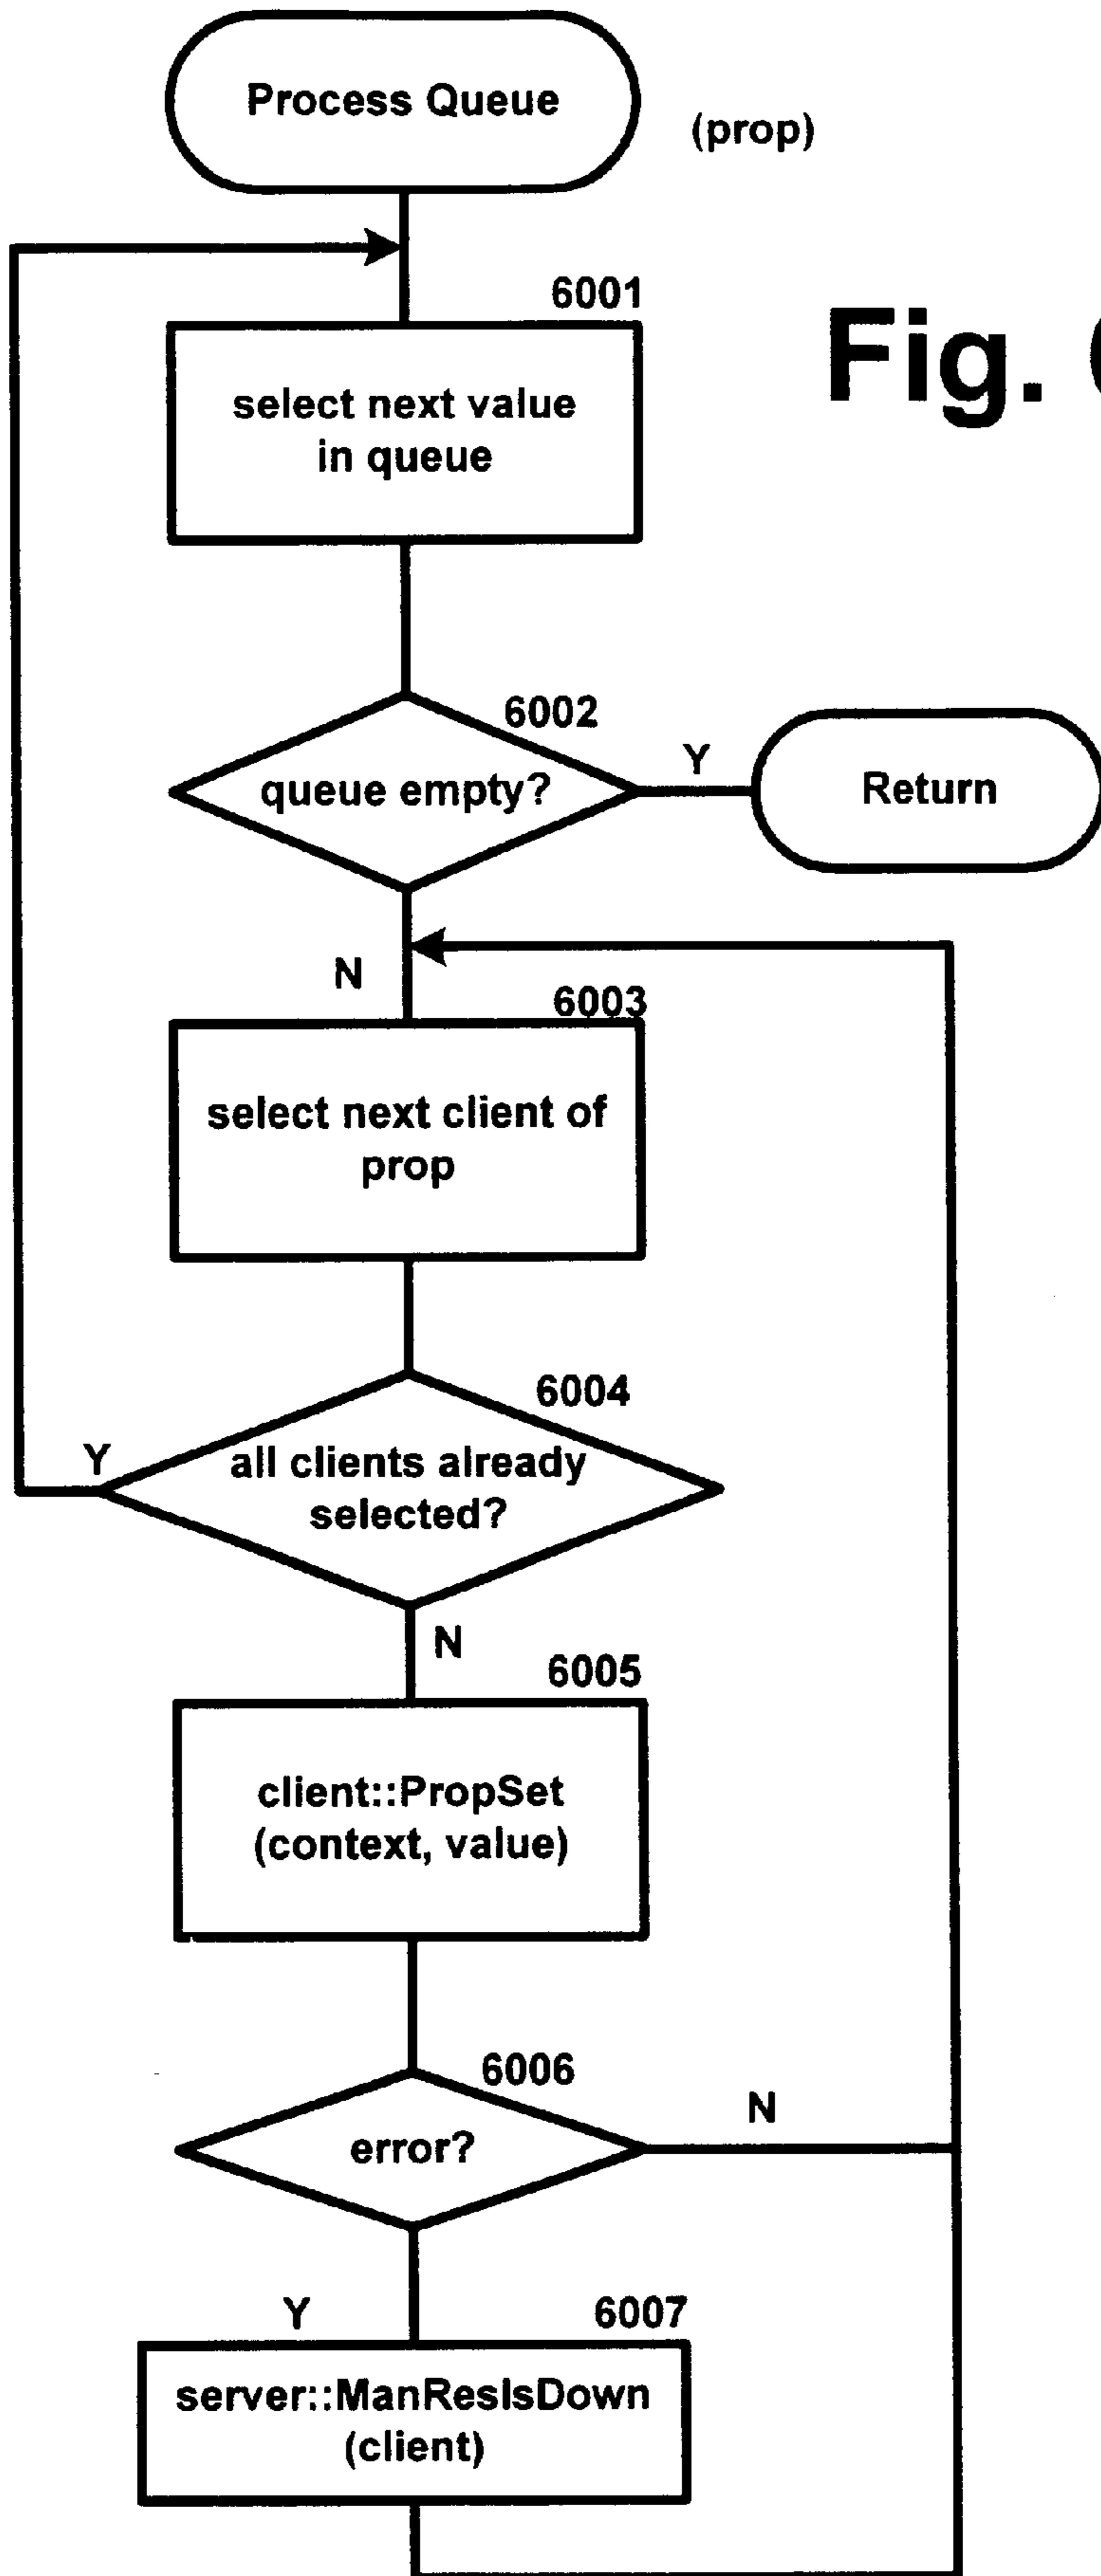 Process Queue
(prop)
6001
Fig.
select next value
in queue
6002
queue empty?
Y
Return
N
6003
select next client of
prop
6004
Y
all clients already
selected?
N
6005
client::PropSet
(context, value)
6006
error?
N
Y
6007
server::ManResIsDown
(client)